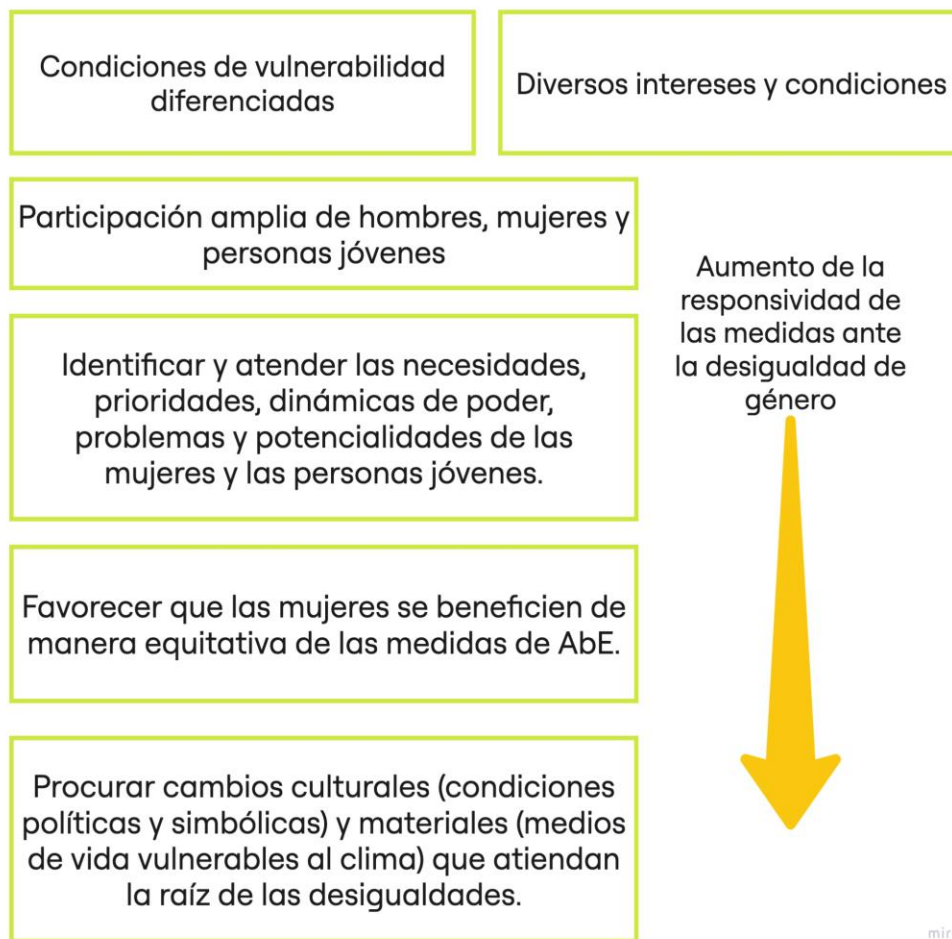 Condiciones de vulnerabilidad
diferenciadas
Diversos intereses y condiciones
Participación amplia de hombres, mujeres y
personas jóvenes
Aumento de la
responsividad de
las medidas ante
la desigualdad de
género
Identificar y atender las necesidades,
prioridades, dinámicas de poder,
problemas y potencialidades de las
mujeres y las personas jóvenes.
Favorecer que las mujeres se beneficien de
manera equitativa de las medidas de AbE.
Procurar cambios culturales (condiciones
políticas y simbólicas) y materiales (medios
de vida vulnerables al clima) que atiendan
la raíz de las desigualdades.
mir